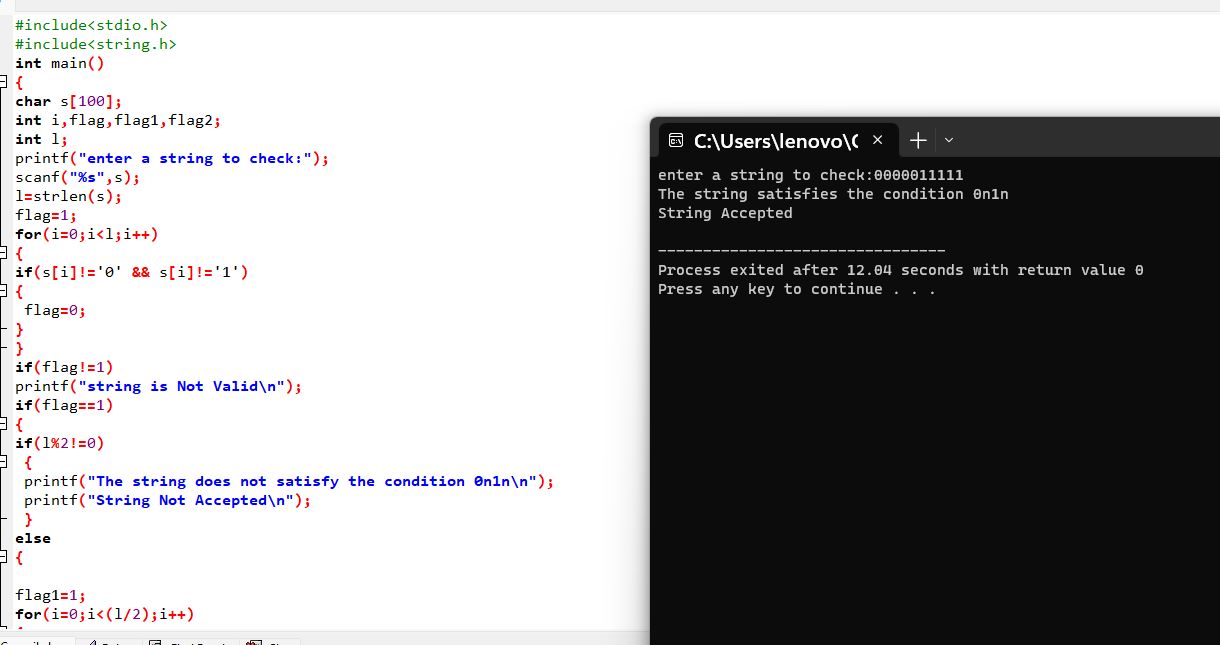 #include<stdio.h>
#include<string.h>
int main()
{
char s[100];
int i,flag,flag1,flag2;
int l;
printf("enter a string to check:");
scanf("%s",s);
l=strlen(s);
flag=1;
for(i=0;i<l;i++)
{
if(s[i]!='0' && s[i]!='1')
{
flag=0;
}
}
if(flag!=1)
printf("string is Not Valid\n");
if(flag==1)
{
if(l%2!=0)
{
printf("The string does not satisfy the condition 0n1n\n");
printf("String Not Accepted\n");
}
else
{
flag1=1;
for(i=0;i<(l/2);i++)
C:\Users\lenovo\
enter a string to check:0000011111
The string satisfies the condition 0n1n
String Accepted
--------------------------------
Process exited after 12.04 seconds with return value 0
Press any key to continue . . .